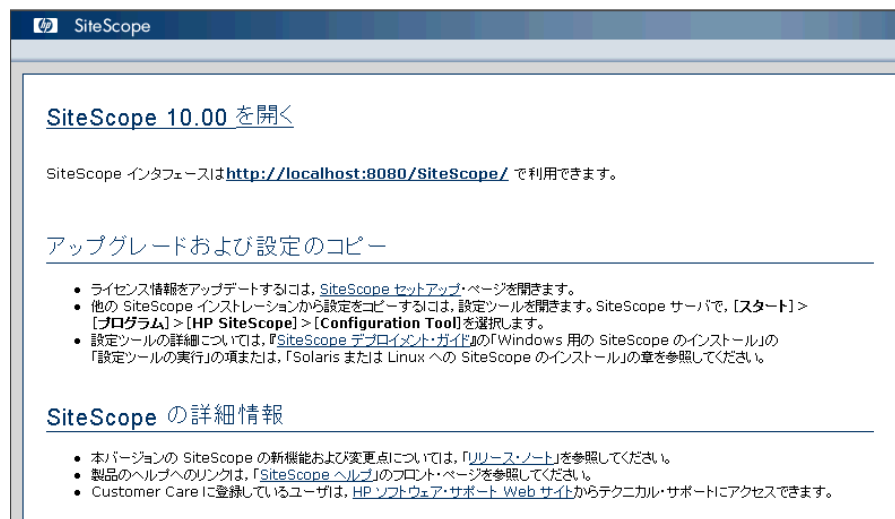 hp SiteScope
SiteScope 10.00 を開く
SiteScope インタフェースはhttp://localhost:8080/SiteScope/ で利用できます。
アップグレードおよび設定のコピー
• ライセンス情報をアップデートするには, SiteScope セットアップ・ページを開きます。
• 他の SiteScope インストレーションから設定をコピーするには, 設定ツールを開きます。SiteScope サーバで, [スタート] >
[プログラム] > [HP SiteScope] > [Configuration Tool]を選択します。
• 設定ツールの詳細については,『SiteScope デプロイメント・ガイド』の「Windows 用の SiteScope のインストール」の
「設定ツールの実行」の項または,「Solaris または Linux への SiteScope のインストール」の章を参照してください。
SiteScope の詳細情報
• 本バージョンの SiteScope の新機能および変更点については,「リリース・ノート」を参照してください。
• 製品のヘルプへのリンクは,「SiteScope ヘルプ」のフロント・ページを参照してください。
• Customer Care に登録しているユーザは, HP ソフトウェア・サポート Web サイトからテクニカル・サポートにアクセスできます。